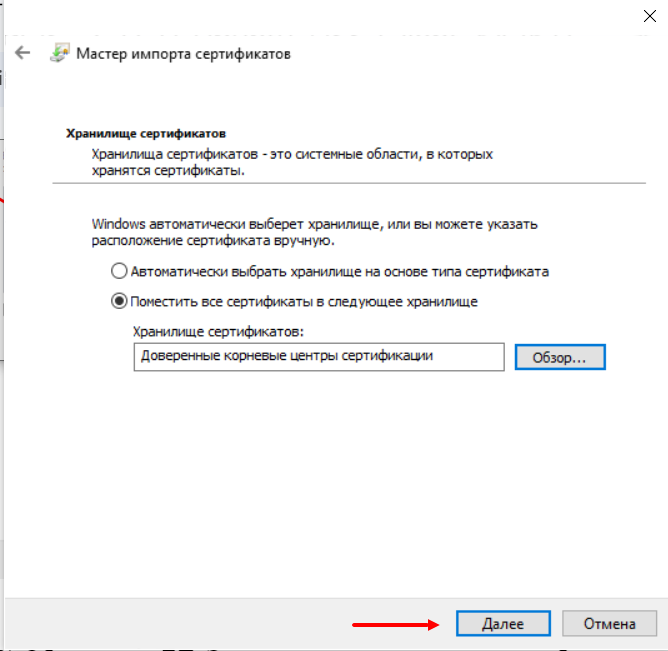 Мастер импорта сертификатов
Хранилище сертификатов
Хранилища сертификатов - это системные области, в которых
хранятся сертификаты.
Windows автоматически выберет хранилище, или вы можете указать
расположение сертификата вручную.
Автоматически выбрать хранилище на основе типа сертификата
Поместить все сертификаты в следующее хранилище
Хранилище сертификатов:
Доверенные корневые центры сертификации
Обзор...
Далее
Отмена